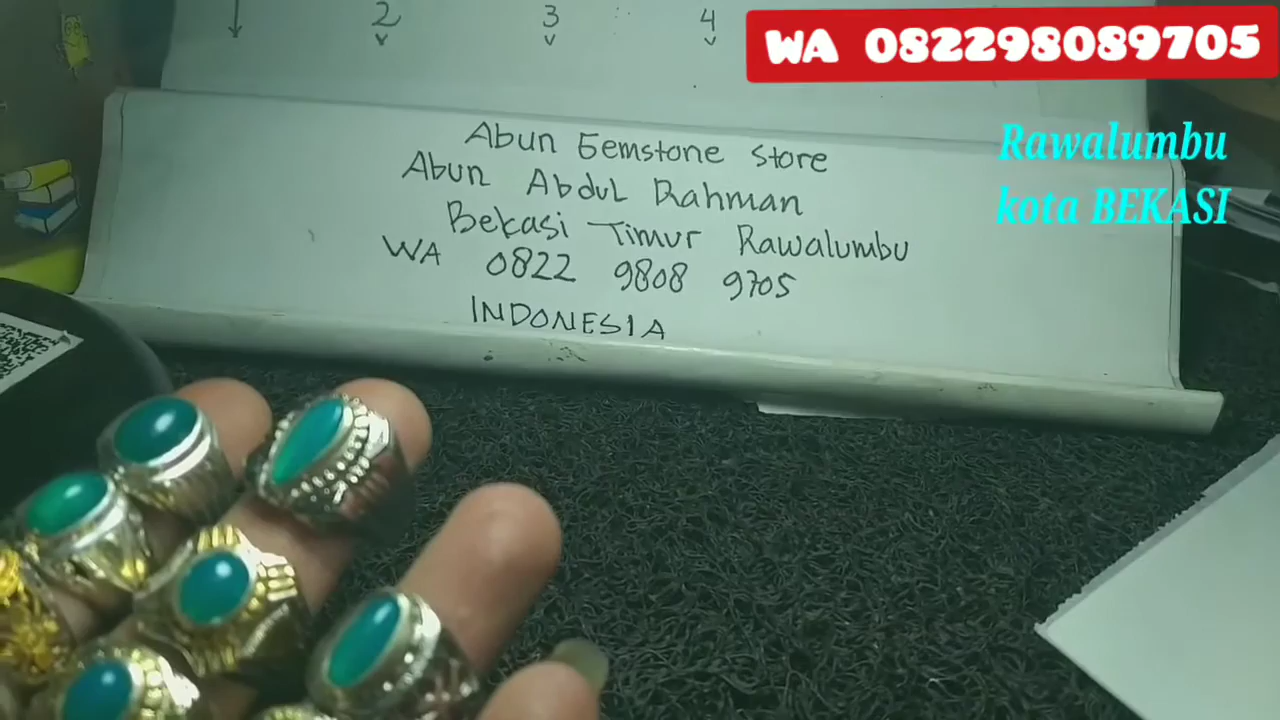 2 3 4
WA 082298089705
Abun Gemstone Store
Abun Abdul Rahman
Bekasi Timur Rawalumbu
WA 0822 9808 9705
INDONESIA
Rawalumbu
kota BEKASI